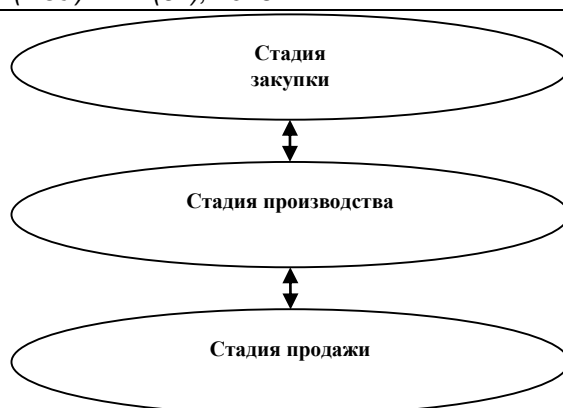 Стадия
закупки
Стадия производства
Стадия продажи